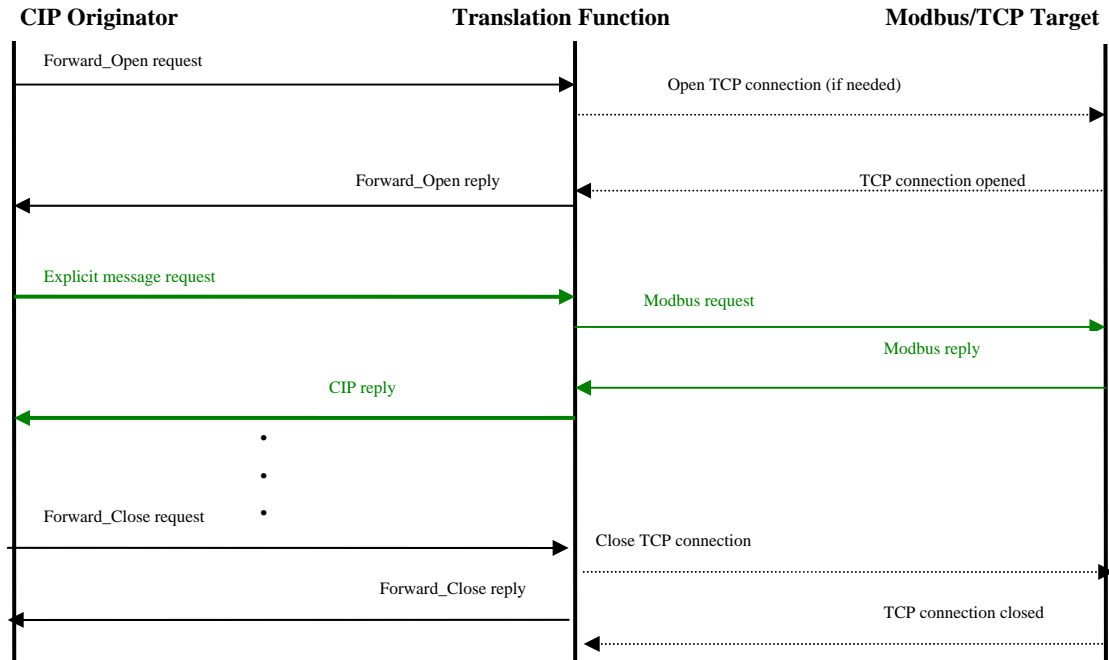 CIP Originator
Translation Function
Modbus/TCP Target
Forward_Open request
Open TCP connection (if needed)
Forward_Open reply
TCP connection opened
Explicit message request
Modbus request
Modbus reply
CIP reply
Forward_Close request
Close TCP connection
Forward_Close reply
TCP connection closed